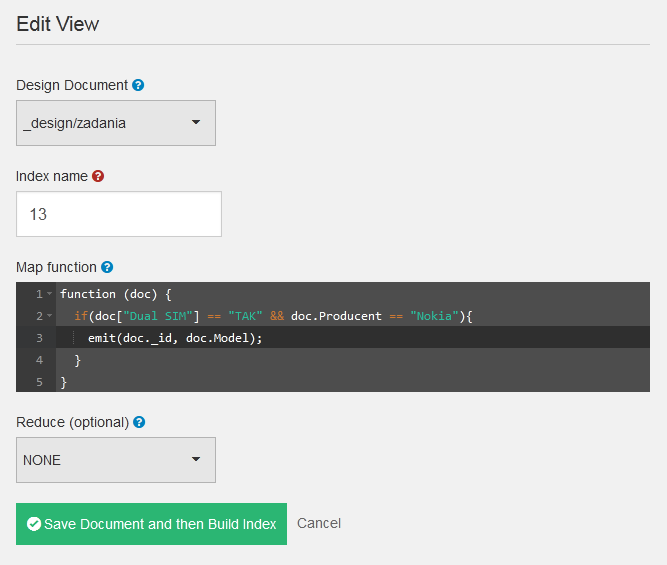 Edit View
Design Document ?
_design/zadania
Index name ?
13
Map function ?
1 function (doc) {
2 if(doc["Dual SIM"] == "TAK" && doc.Producent == "Nokia"){
3 emit(doc._id, doc.Model);
4 }
5 }
Reduce (optional) ?
NONE
Save Document and then Build Index Cancel